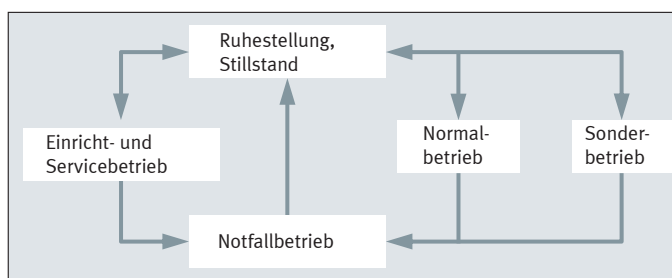 Ruhestellung,
Stillstand
Einricht- und
Servicebetrieb
Normal-
betrieb
Sonder-
betrieb
Notfallbetrieb